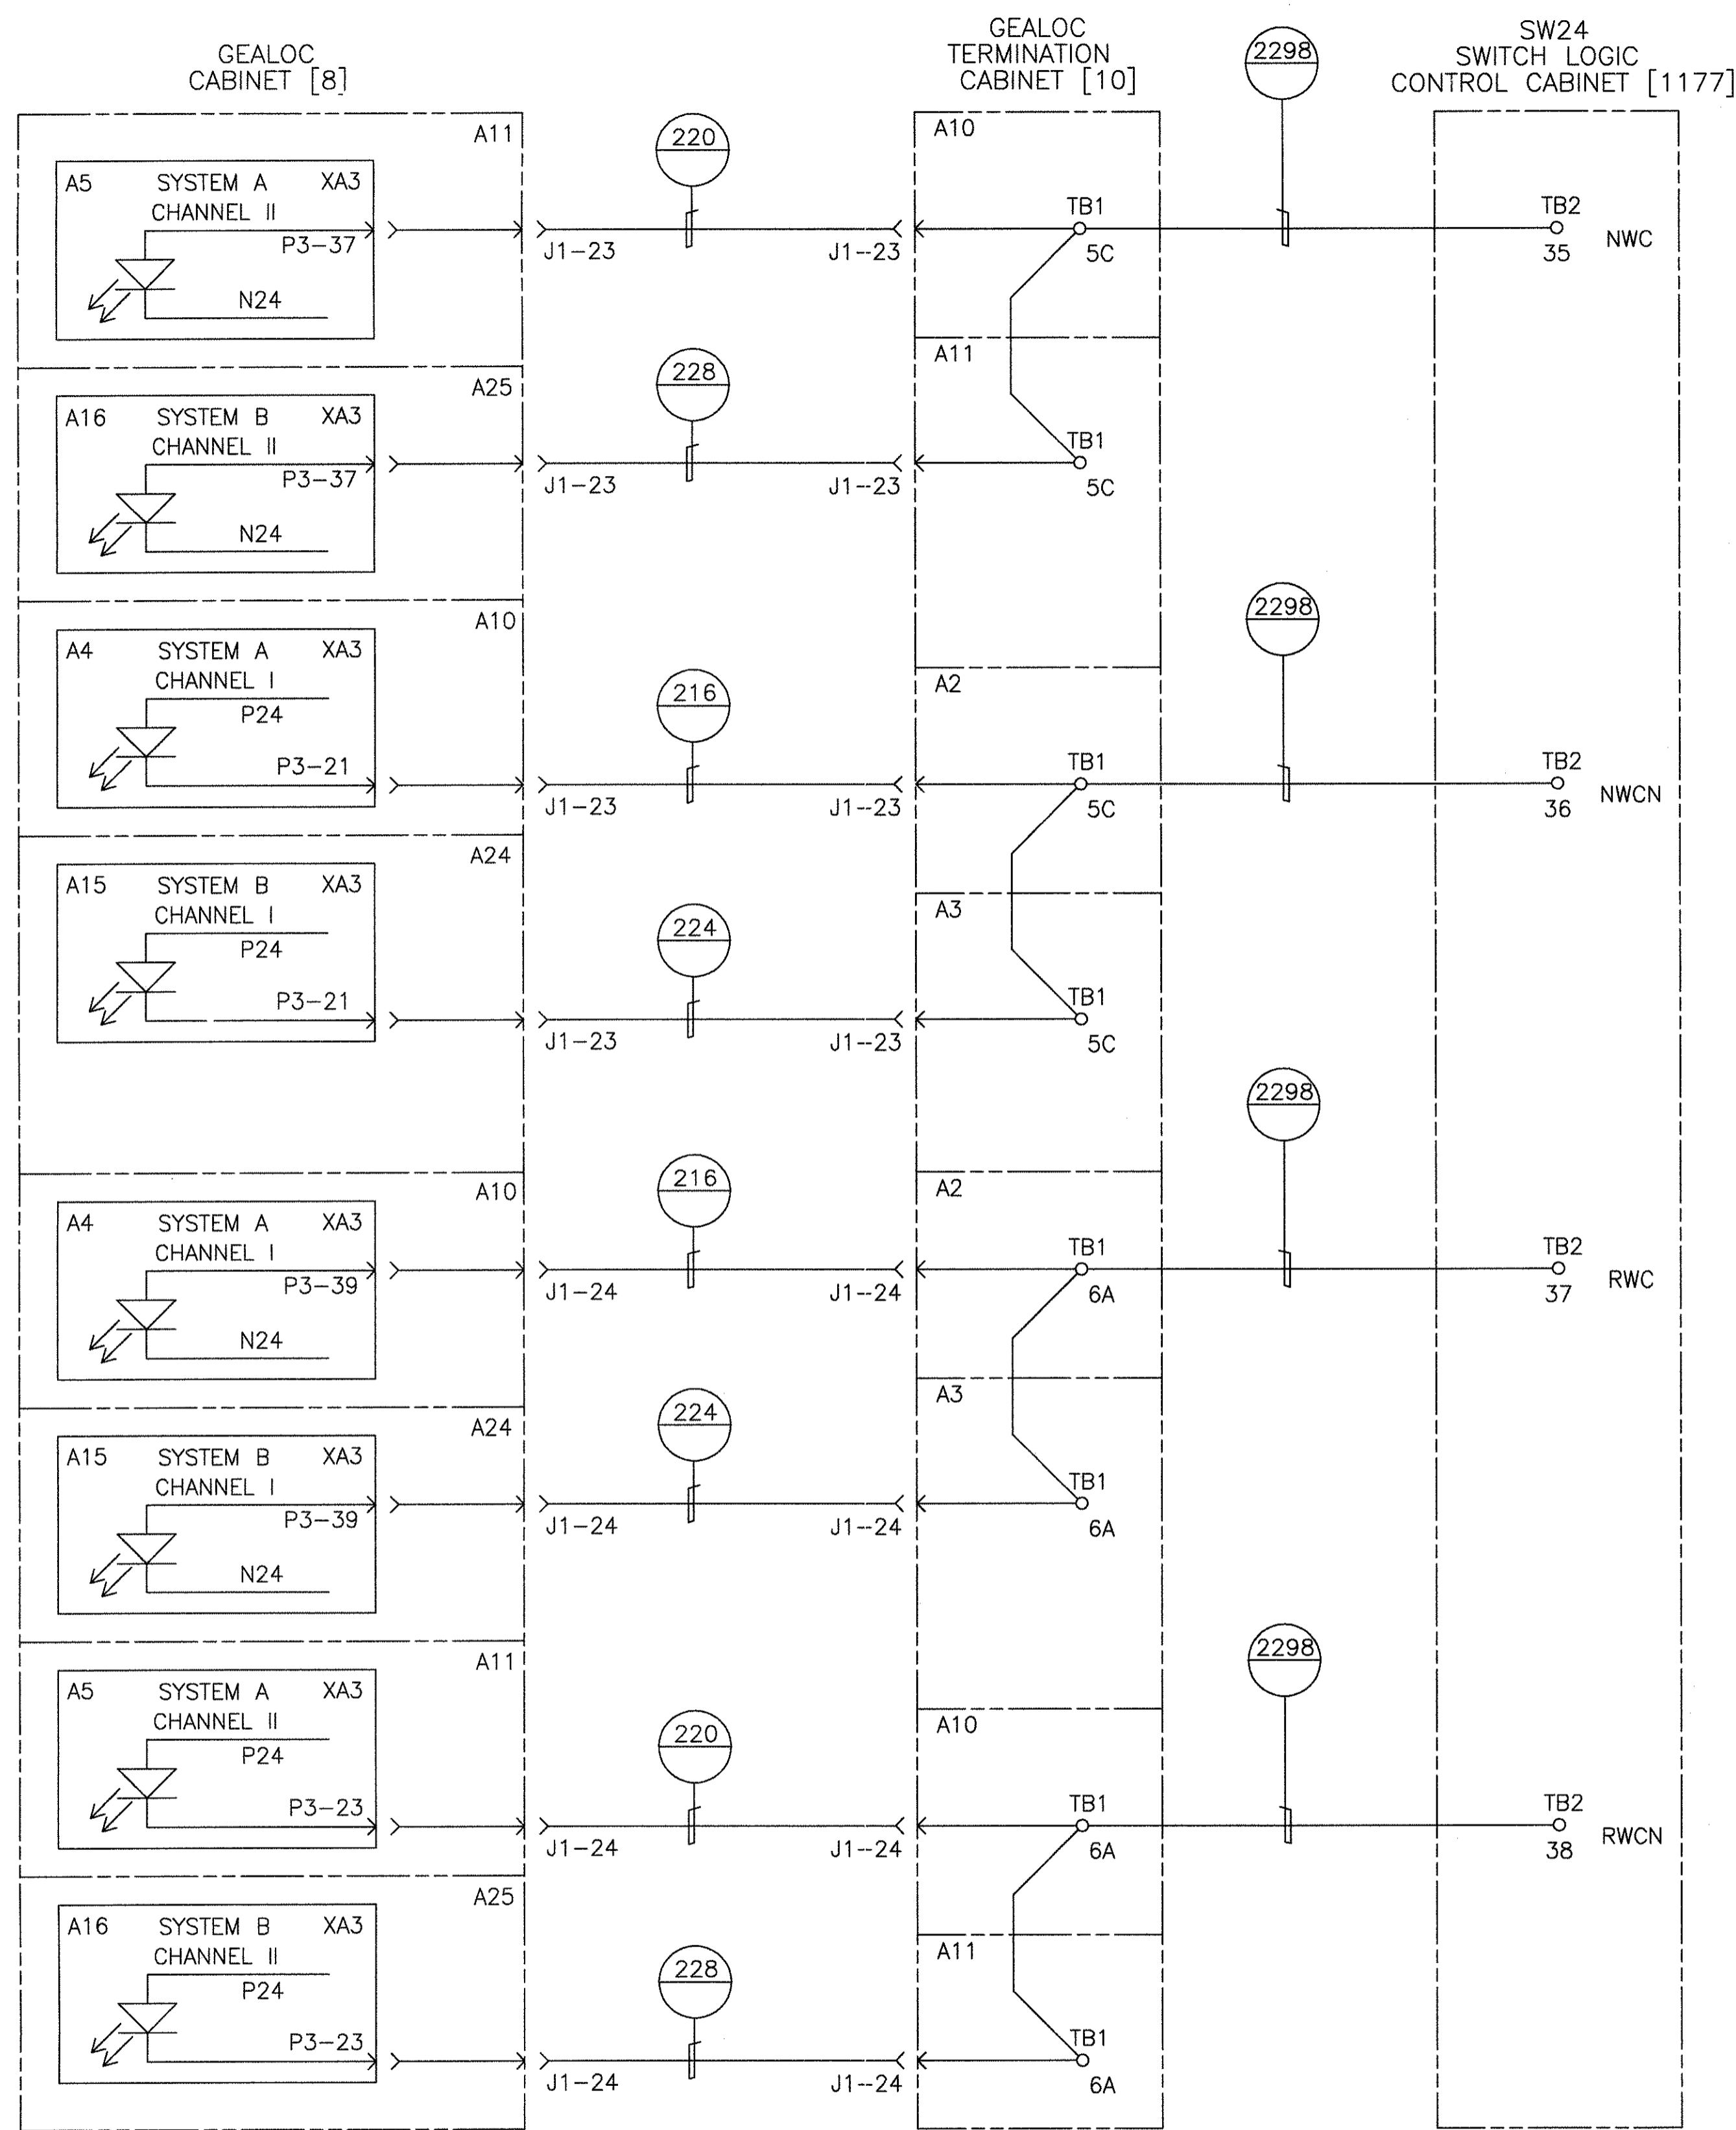 GEALOC
CABINET [8]
GEALOC
TERMINATION
CABINET [10]
2298
SW24
SWITCH LOGIC
CONTROL CABINET [1177]
A11
A5 SYSTEM A XA3
CHANNEL II
P3-37
N24
220
J1-23
J1--23
A10
TB1
5C
TB2
35
NWC
A25
A16 SYSTEM B XA3
CHANNEL II
P3-37
N24
228
J1-23
J1--23
A11
TB1
5C
A10
A4 SYSTEM A XA3
CHANNEL I
P24
P3-21
216
J1-23
J1--23
A2
TB1
5C
2298
TB2
36
NWCN
A24
A15 SYSTEM B XA3
CHANNEL I
P24
P3-21
224
J1-23
J1--23
A3
TB1
5C
A10
A4 SYSTEM A XA3
CHANNEL I
P3-39
N24
216
J1-24
J1--24
A2
TB1
6A
2298
TB2
37
RWC
A24
A15 SYSTEM B XA3
CHANNEL I
P3-39
N24
224
J1-24
J1--24
A3
TB1
6A
A11
A5 SYSTEM A XA3
CHANNEL II
P24
P3-23
220
J1-24
J1--24
A10
TB1
6A
2298
TB2
38
RWCN
A25
A16 SYSTEM B XA3
CHANNEL II
P24
P3-23
228
J1-24
J1--24
A11
TB1
6A